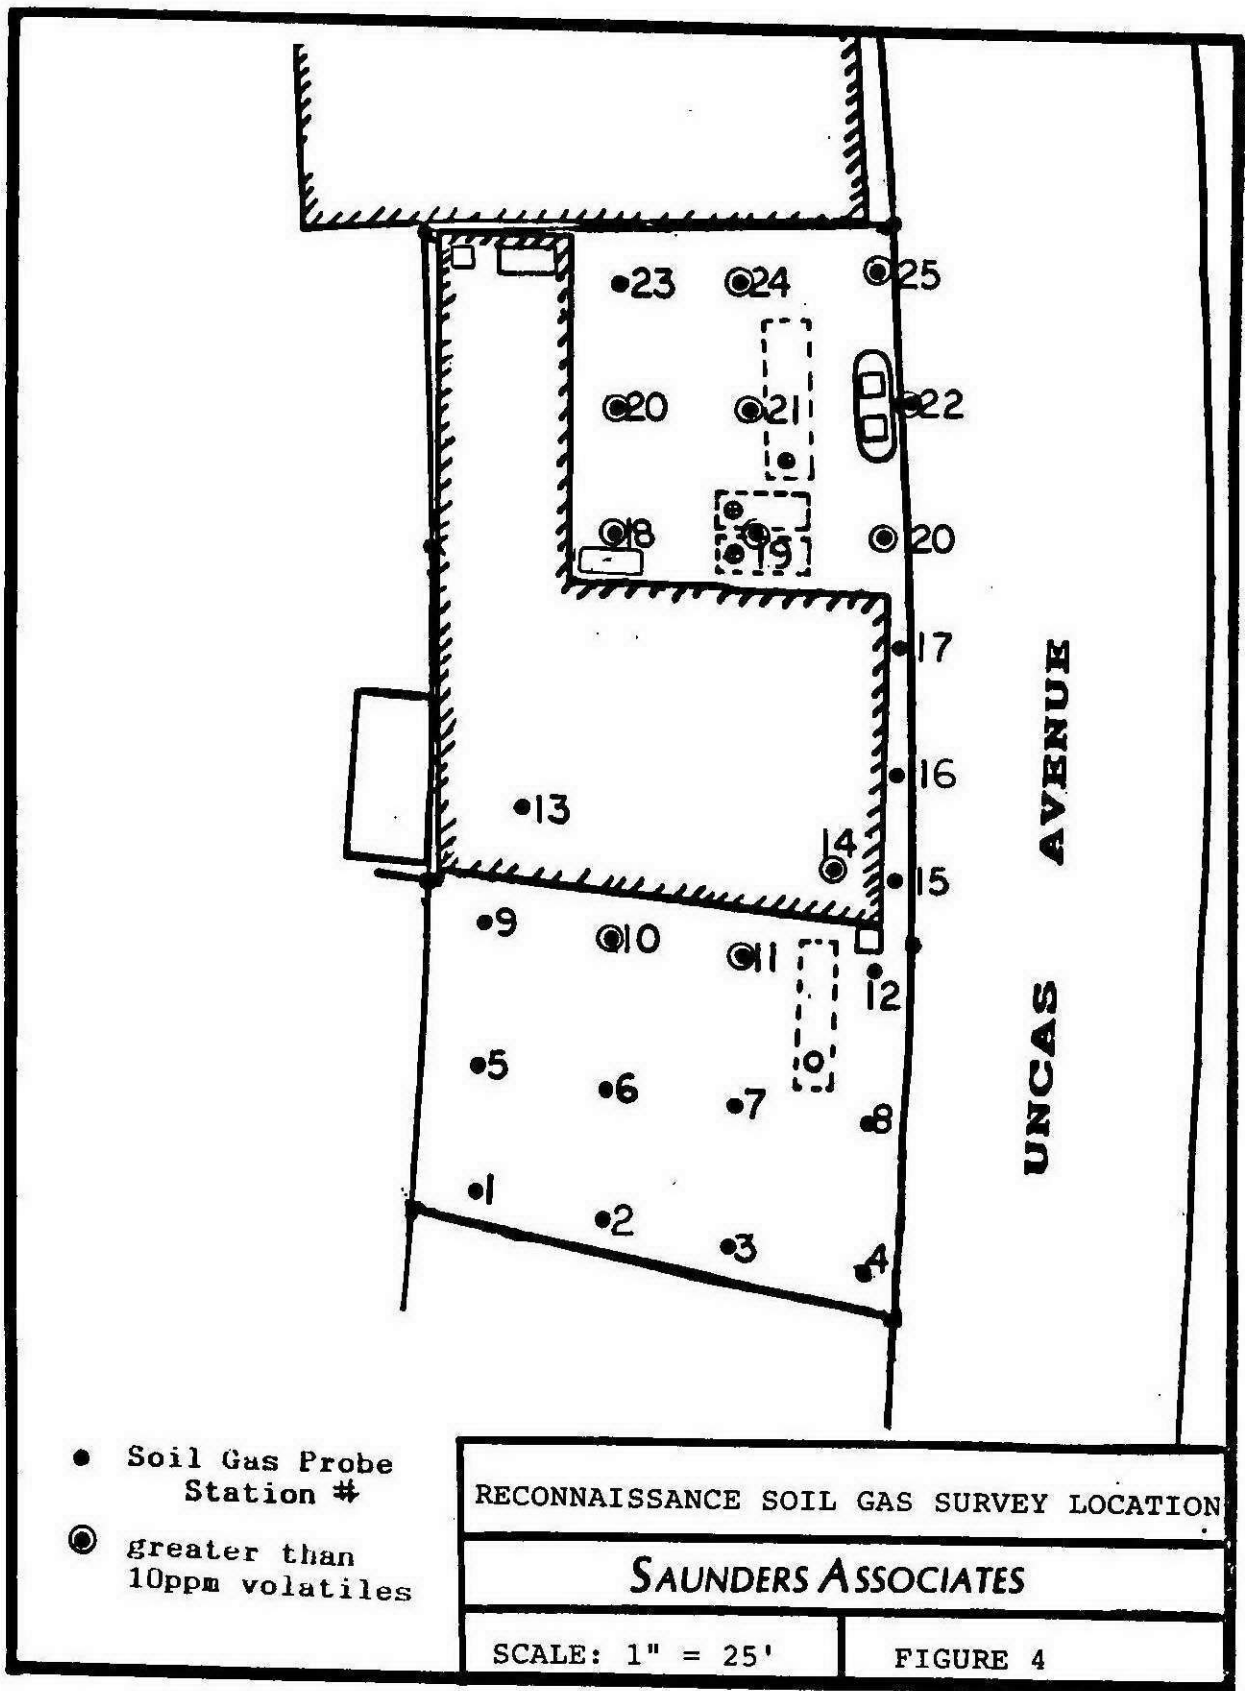 23
24
25
20
21
22
18
19
20
17
16
13
14
15
9
10
11
12
5
6
7
8
1
2
3
4
UNCAS AVENUE
Soil Gas Probe
Station #
greater than
10ppm volatiles
RECONNAISSANCE SOIL GAS SURVEY LOCATION
SAUNDERS ASSOCIATES
SCALE: 1" = 25'
FIGURE 4